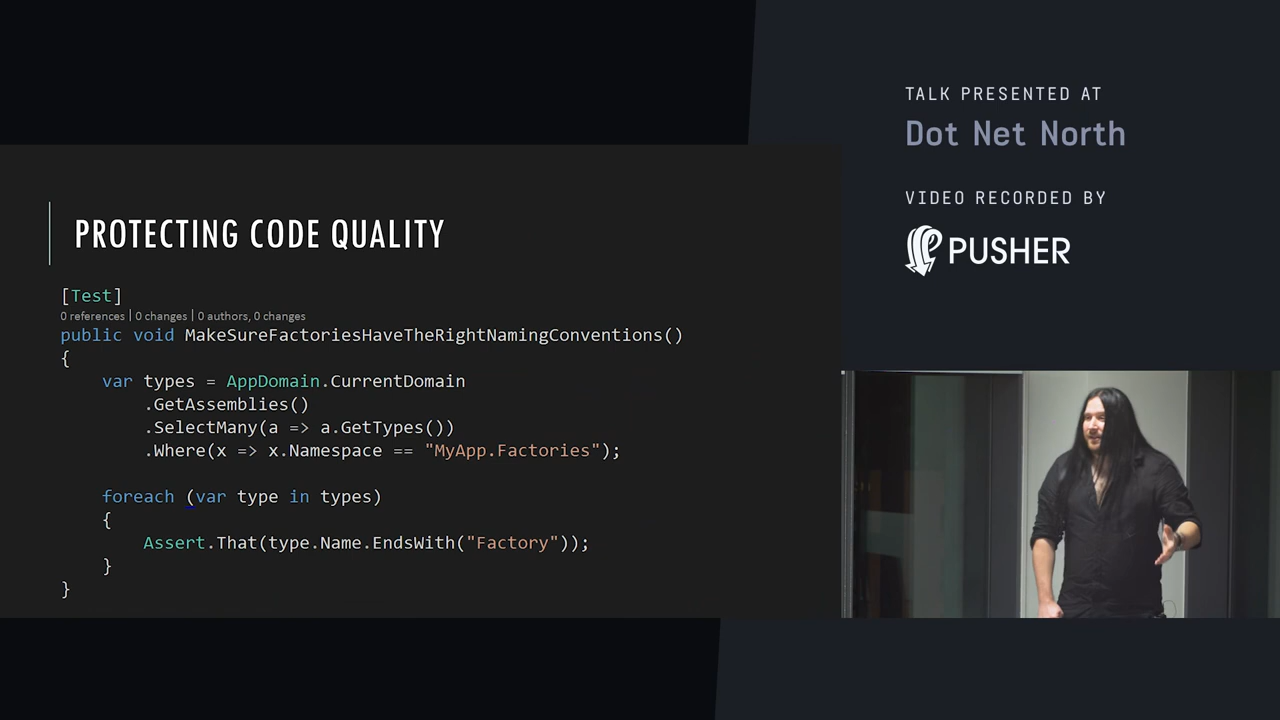 TALK PRESENTED AT
Dot Net North
VIDEO RECORDED BY
PUSHER
PROTECTING CODE QUALITY
[Test]
0 references | 0 changes | 0 authors, 0 changes
public void MakeSureFactoriesHaveTheRightNamingConventions()
{
    var types = AppDomain.CurrentDomain
        .GetAssemblies()
        .SelectMany(a => a.GetTypes())
        .Where(x => x.Namespace == "MyApp.Factories");
    foreach (var type in types)
    {
        Assert.That(type.Name.EndsWith("Factory"));
    }
}